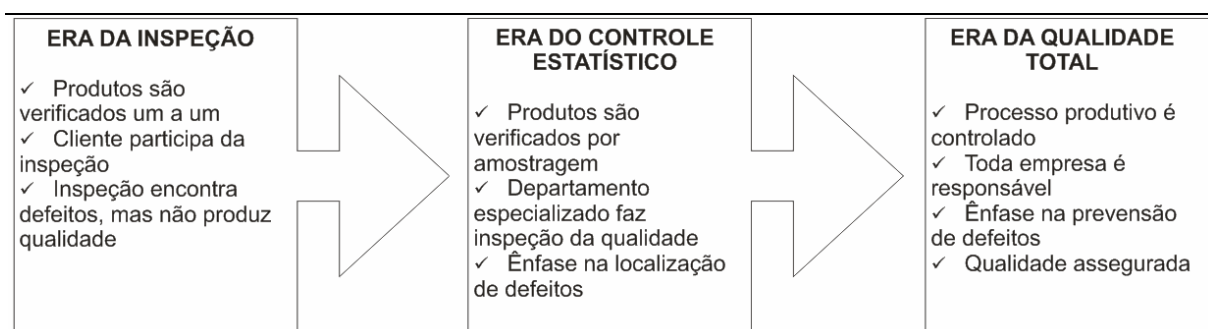 ERA DA INSPEÇÃO
✓ Produtos são
verificados um a um
✓ Cliente participa da
inspeção
✓ Inspeção encontra
defeitos, mas não produz
qualidade
ERA DO CONTROLE
ESTATÍSTICO
✓ Produtos são
verificados por
amostragem
✓ Departamento
especializado faz
inspeção da qualidade
✓ Ênfase na localização
de defeitos
ERA DA QUALIDADE
TOTAL
✓ Processo produtivo é
controlado
✓ Toda empresa é
responsável
✓ Ênfase na prevensão
de defeitos
✓ Qualidade assegurada